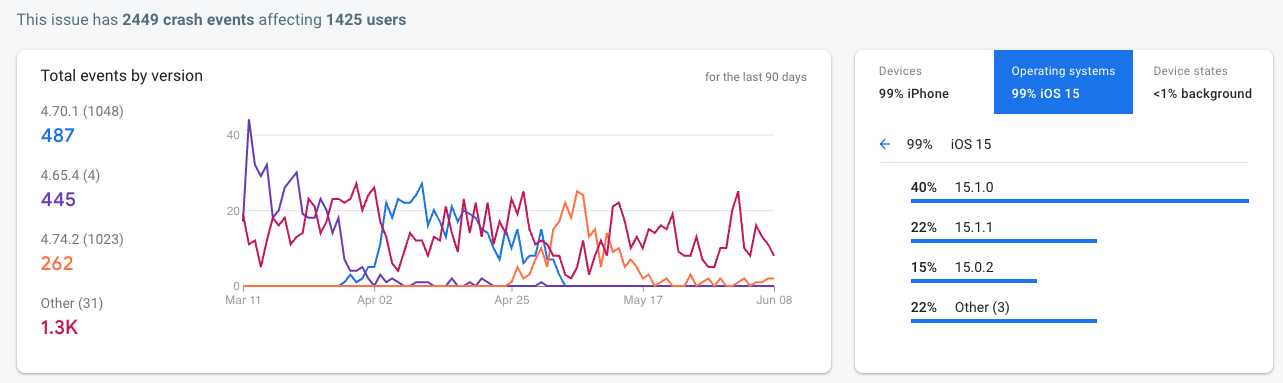 This issue has 2449 crash events affecting 1425 users
Total events by version
for the last 90 days
4.70.1 (1048)
487
4.65.4 (4)
445
4.74.2 (1023)
262
Other (31)
1.3K
40
20
0
Mar 11 Apr 02 Apr 25 May 17 Jun 08
Devices
99% iPhone
Operating systems
99% iOS 15
Device states
<1% background
99% iOS 15
40% 15.1.0
22% 15.1.1
15% 15.0.2
22% Other (3)